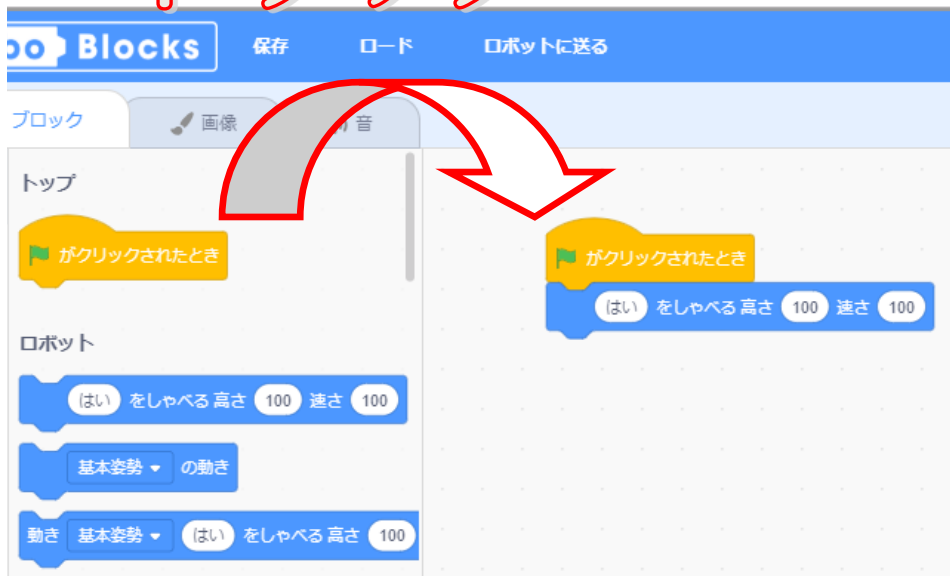 oo Blocks 保存 ロード ロボットに送る
ブロック 画像 音
トップ
がクリックされたとき
ロボット
はい をしゃべる 高さ 100 速さ 100
基本姿勢 の動き
動き 基本姿勢 はい をしゃべる 高さ 100
がクリックされたとき
はい をしゃべる 高さ 100 速さ 100